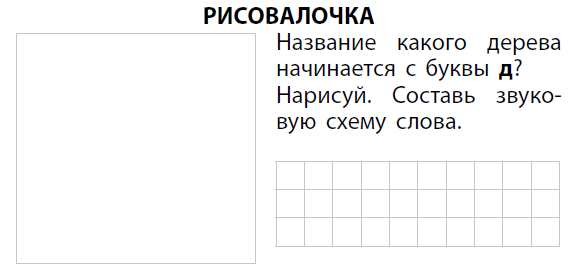 РИСОВАЛОЧКА
Название какого дерева
начинается с буквы д?
Нарисуй. Составь звуко-
вую схему слова.